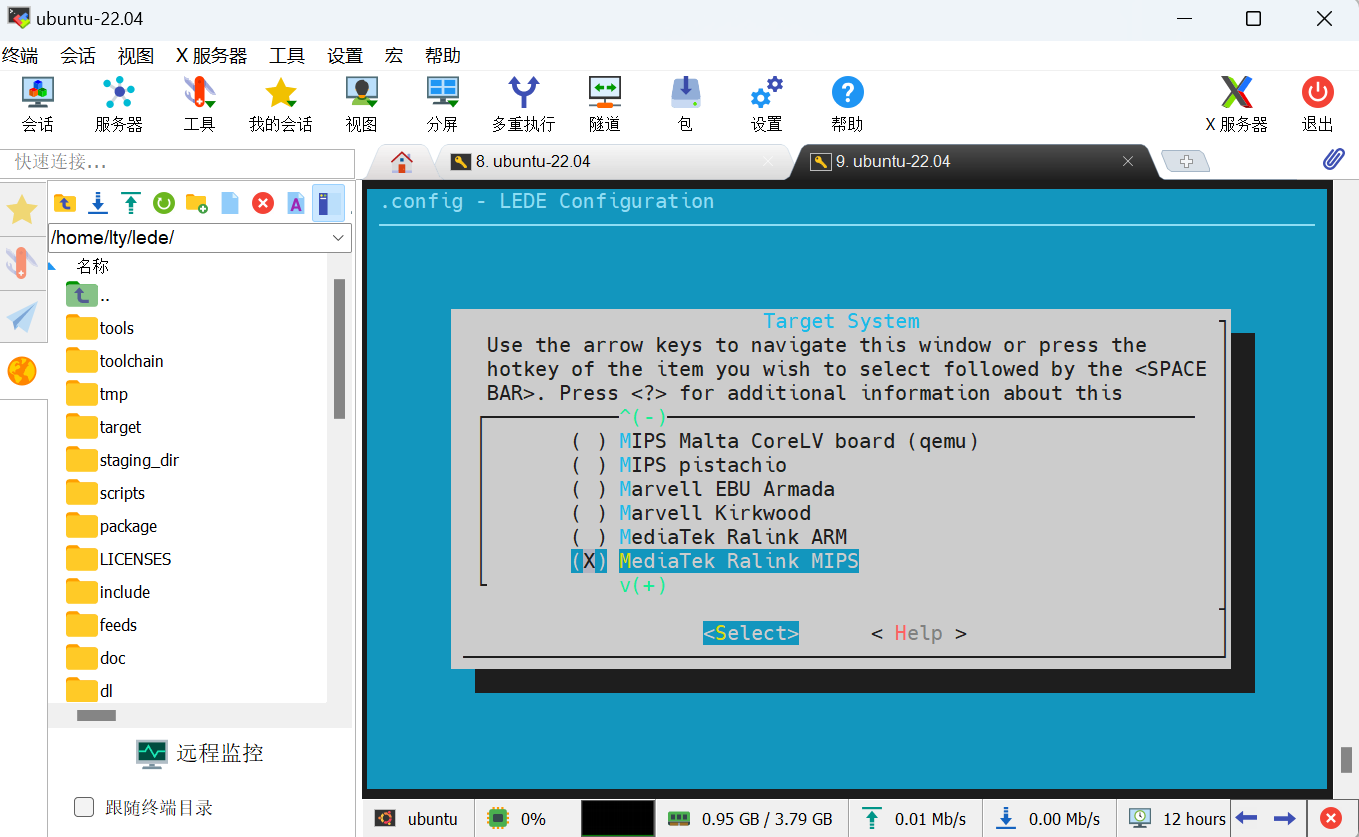 ubuntu-22.04
终端 会话 视图 X 服务器 工具 设置 宏 帮助
会话 服务器 工具 我的会话 视图 分屏 多重执行 隧道 包 设置 帮助 X 服务器 退出
快速连接...
8. ubuntu-22.04
9. ubuntu-22.04
/home/lty/lede/
名称
..
tools
toolchain
tmp
target
staging_dir
scripts
package
LICENSES
include
feeds
doc
dl
远程监控
跟随终端目录
.config - LEDE Configuration
Target System
Use the arrow keys to navigate this window or press the
hotkey of the item you wish to select followed by the <SPACE
BAR>. Press <?> for additional information about this
^(-)
( ) MIPS Malta CoreLV board (qemu)
( ) MIPS pistachio
( ) Marvell EBU Armada
( ) Marvell Kirkwood
( ) MediaTek Ralink ARM
(X) MediaTek Ralink MIPS
v(+)
<Select> < Help >
ubuntu 0% 0.95 GB / 3.79 GB 0.01 Mb/s 0.00 Mb/s 12 hours